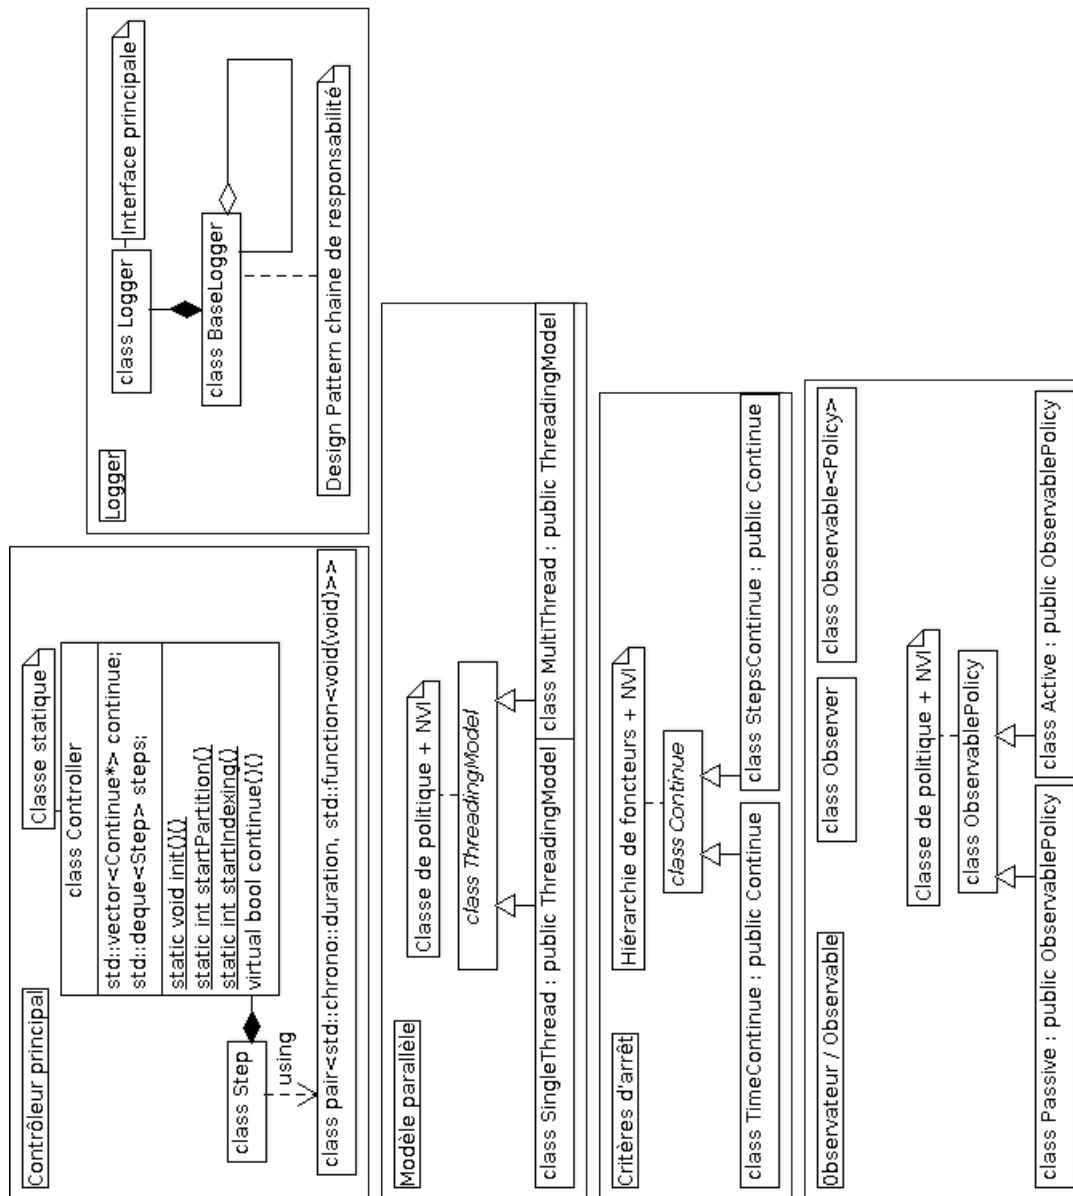 Contrôleur principal
Classe statique
class Controller
std::vector<Continue*> continue;
std::deque<Step> steps;
static void init()()
static int startPartition()
static int startIndexing()
virtual bool continue()()
class Step
using
class pair<std::chrono::duration, std::function<void(void)>>
Logger
class Logger
Interface principale
class BaseLogger
Design Pattern chaine de responsabilité
Modèle parallèle
Classe de politique + NVI
class ThreadingModel
class SingleThread : public ThreadingModel
class MultiThread : public ThreadingModel
Critères d'arrêt
Hiérarchie de foncteurs + NVI
class Continue
class TimeContinue : public Continue
class StepsContinue : public Continue
Observateur / Observable
class Observer
class Observable<Policy>
Classe de politique + NVI
class ObservablePolicy
class Passive : public ObservablePolicy
class Active : public ObservablePolicy